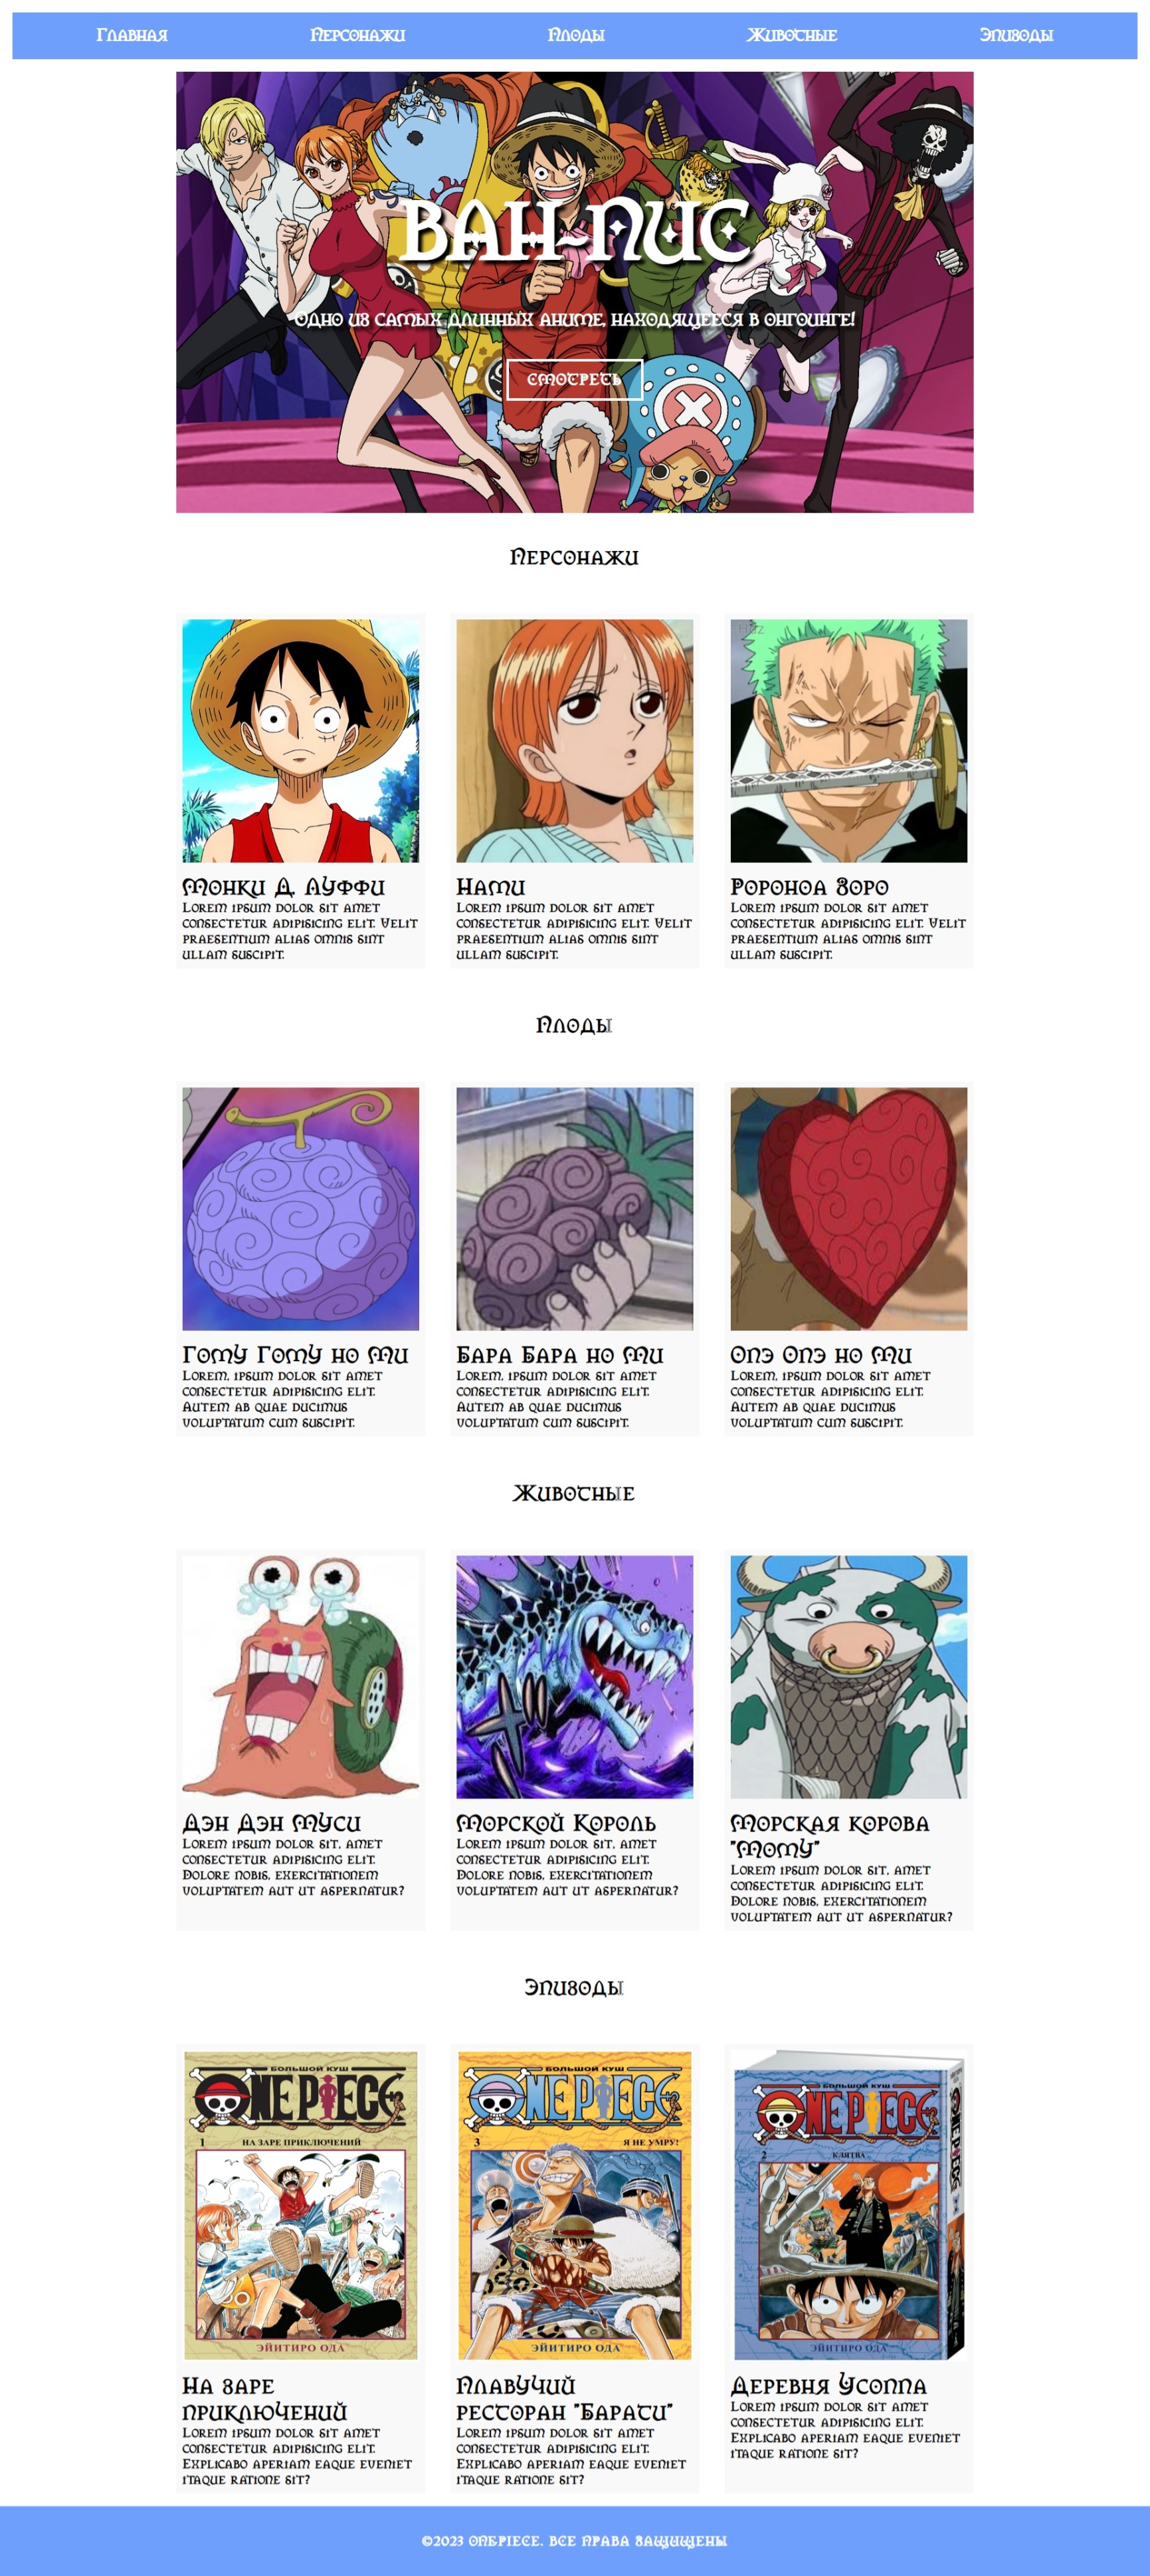 Главная Персонажи Плоды Животные Эпизоды
ВАН-ПИС
ОДНО ИЗ САМЫХ ДЛИННЫХ АНИМЕ, НАХОДЯЩЕЕСЯ В ОНГОИНГЕ!
СМОТРЕТЬ
Персонажи
Монки Д. Луффи
Lorem ipsum dolor sit amet
consectetur adipisicing elit. Velit
praesentium alias omnis sint
ullam suscipit.
Нами
Lorem ipsum dolor sit amet
consectetur adipisicing elit. Velit
praesentium alias omnis sint
ullam suscipit.
Ророноа Зоро
Lorem ipsum dolor sit amet
consectetur adipisicing elit. Velit
praesentium alias omnis sint
ullam suscipit.
Плоды
Гому Гому но Ми
Lorem, ipsum dolor sit amet
consectetur adipisicing elit.
Autem ab quae ducimus
voluptatum cum suscipit.
Бара Бара но Ми
Lorem, ipsum dolor sit amet
consectetur adipisicing elit.
Autem ab quae ducimus
voluptatum cum suscipit.
Опэ Опэ но Ми
Lorem, ipsum dolor sit amet
consectetur adipisicing elit.
Autem ab quae ducimus
voluptatum cum suscipit.
Животные
Дэн Дэн Муси
Lorem ipsum dolor sit, amet
consectetur adipisicing elit.
Dolore nobis, exercitationem
voluptatem aut ut aspernatur?
Морской Король
Lorem ipsum dolor sit, amet
consectetur adipisicing elit.
Dolore nobis, exercitationem
voluptatem aut ut aspernatur?
Морская корова
"Мому"
Lorem ipsum dolor sit, amet
consectetur adipisicing elit.
Dolore nobis, exercitationem
voluptatem aut ut aspernatur?
Эпизоды
БОЛЬШОЙ КУШ
ONE PIECE
1 НА ЗАРЕ ПРИКЛЮЧЕНИЙ
ЭЙИТИРО ОДА
На заре
приключений
Lorem ipsum dolor sit amet
consectetur adipisicing elit.
Explicabo aperiam eaque eveniet
itaque ratione sit?
БОЛЬШОЙ КУШ
ONE PIECE
3 Я НЕ УМРУ!
ЭЙИТИРО ОДА
Плавучий
ресторан "Барати"
Lorem ipsum dolor sit amet
consectetur adipisicing elit.
Explicabo aperiam eaque eveniet
itaque ratione sit?
БОЛЬШОЙ КУШ
ONE PIECE
2 КЛЯТВА
ONE PIECE
ЭЙИТИРО ОДА
Деревня Усоппа
Lorem ipsum dolor sit amet
consectetur adipisicing elit.
Explicabo aperiam eaque eveniet
itaque ratione sit?
©2023 ONEPIECE. ВСЕ ПРАВА ЗАЩИЩЕНЫ